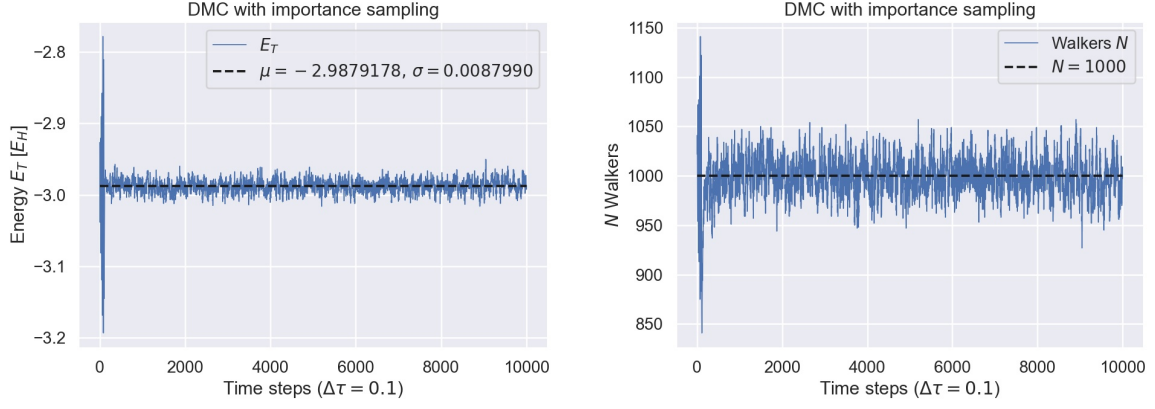 DMC with importance sampling
Energy E_T [E_H]
−2.8
−2.9
−3.0
−3.1
−3.2
E_T
μ = − 2.9879178, σ = 0.0087990
0 2000 4000 6000 8000 10000
Time steps (Δτ = 0.1)
DMC with importance sampling
N Walkers
1150
1100
1050
1000
950
900
850
Walkers N
N = 1000
0 2000 4000 6000 8000 10000
Time steps (Δτ = 0.1)